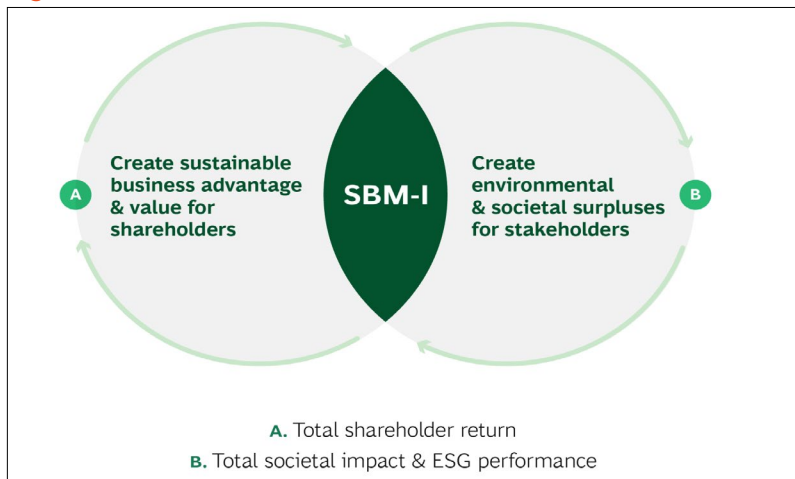 Create sustainable
business advantage
& value for
shareholders
A
SBM-I
Create
environmental
& societal surpluses
for stakeholders
B
A. Total shareholder return
B. Total societal impact & ESG performance